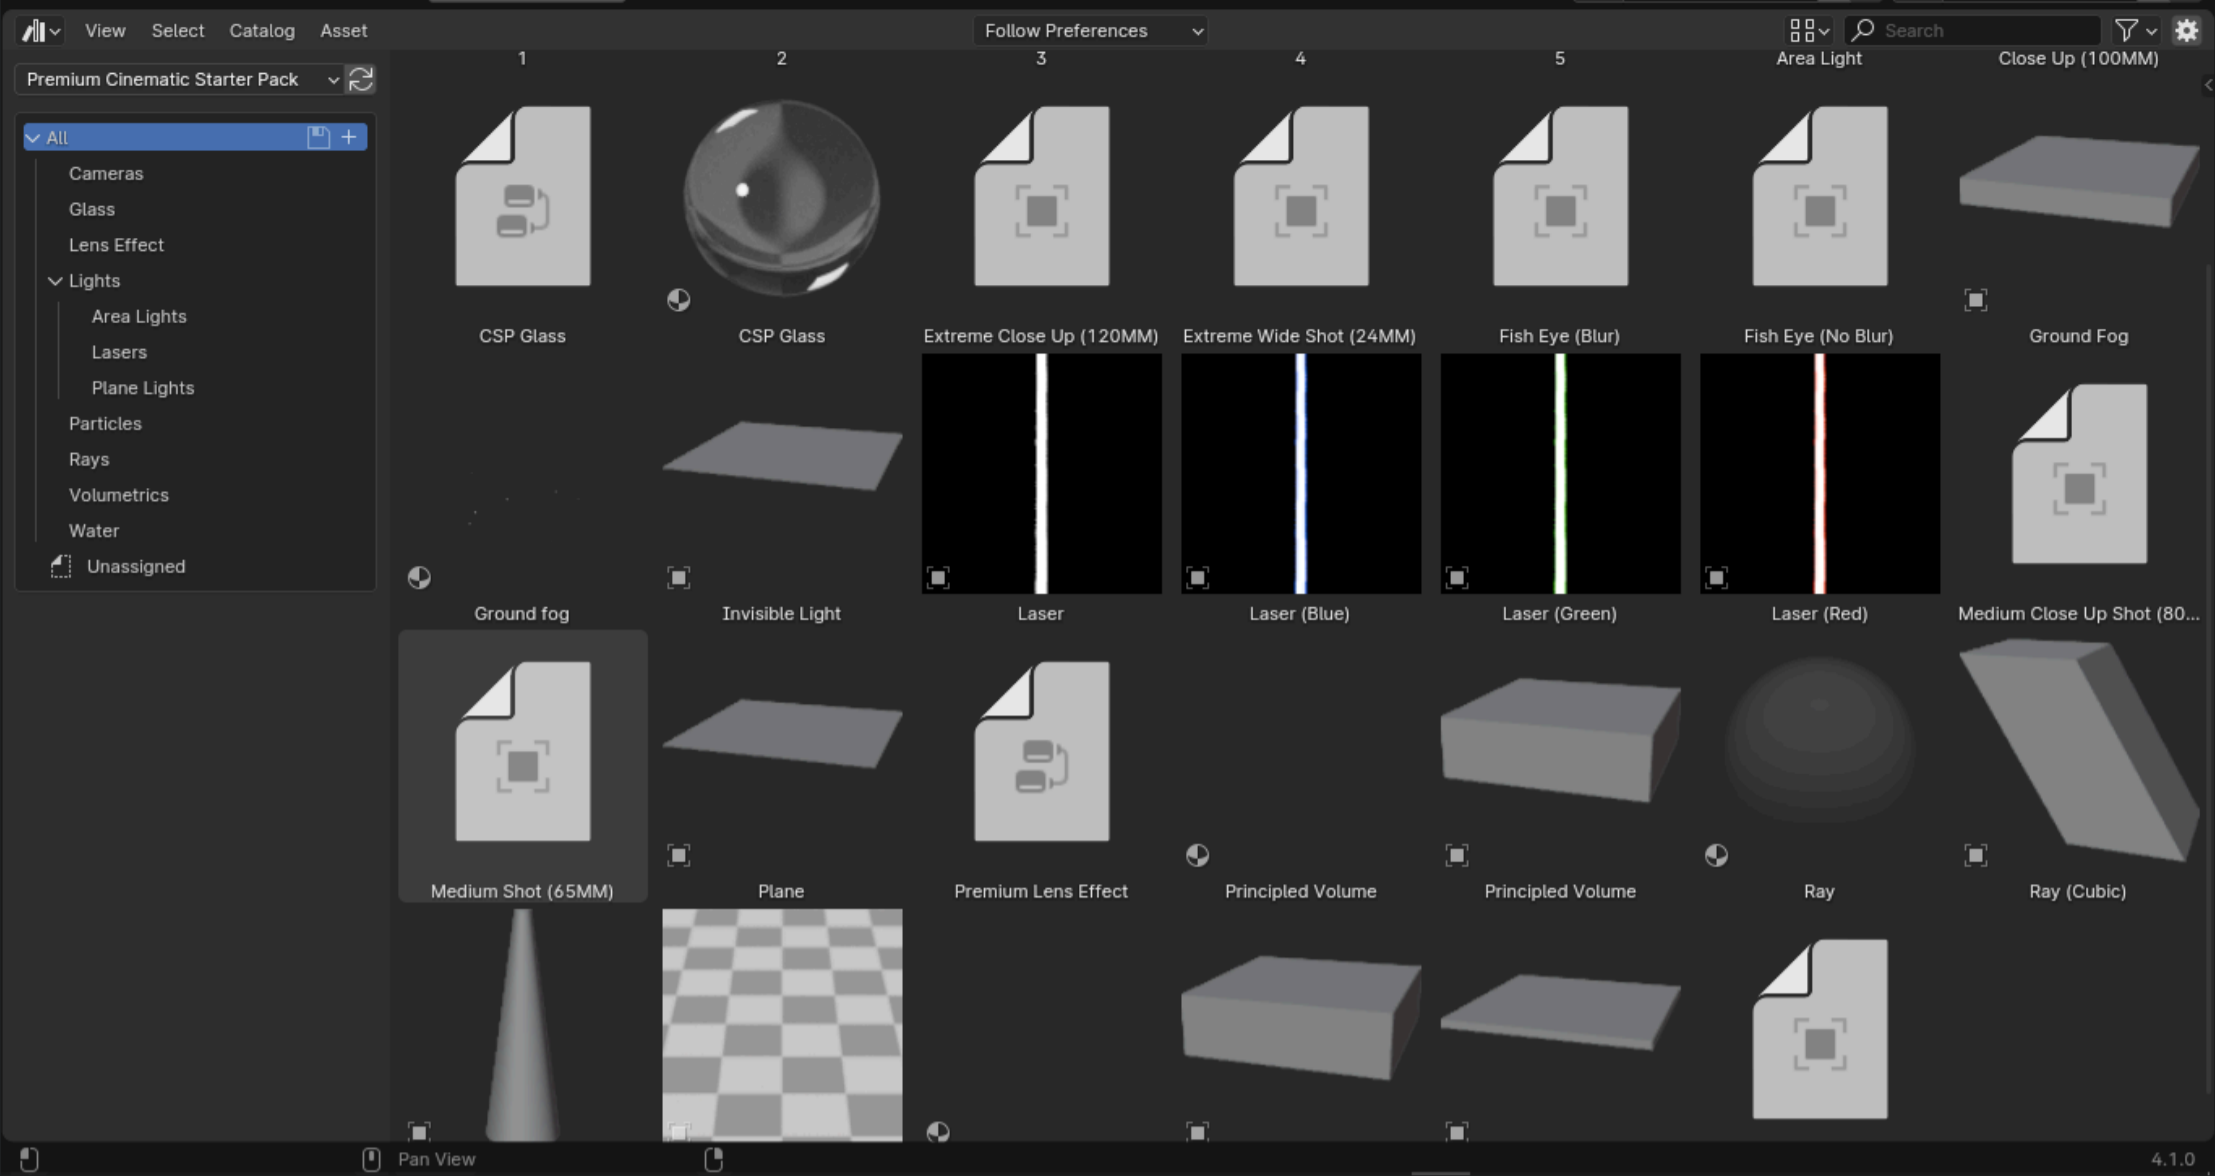 View Select Catalog Asset Follow Preferences Search
Premium Cinematic Starter Pack
All
Cameras
Glass
Lens Effect
Lights
Area Lights
Lasers
Plane Lights
Particles
Rays
Volumetrics
Water
Unassigned
1 2 3 4 5 Area Light Close Up (100MM)
CSP Glass CSP Glass Extreme Close Up (120MM) Extreme Wide Shot (24MM) Fish Eye (Blur) Fish Eye (No Blur) Ground Fog
Ground fog Invisible Light Laser Laser (Blue) Laser (Green) Laser (Red) Medium Close Up Shot (80...
Medium Shot (65MM) Plane Premium Lens Effect Principled Volume Principled Volume Ray Ray (Cubic)
Pan View 4.1.0